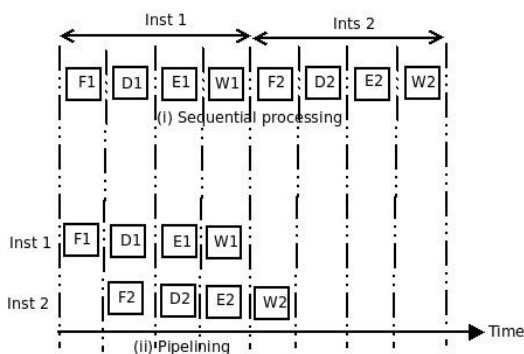 Inst 1 Ints 2
F1 D1 E1 W1 F2 D2 E2 W2
(i) Sequential processing
Inst 1 F1 D1 E1 W1
Inst 2 F2 D2 E2 W2
Time
(ii) Pipelining